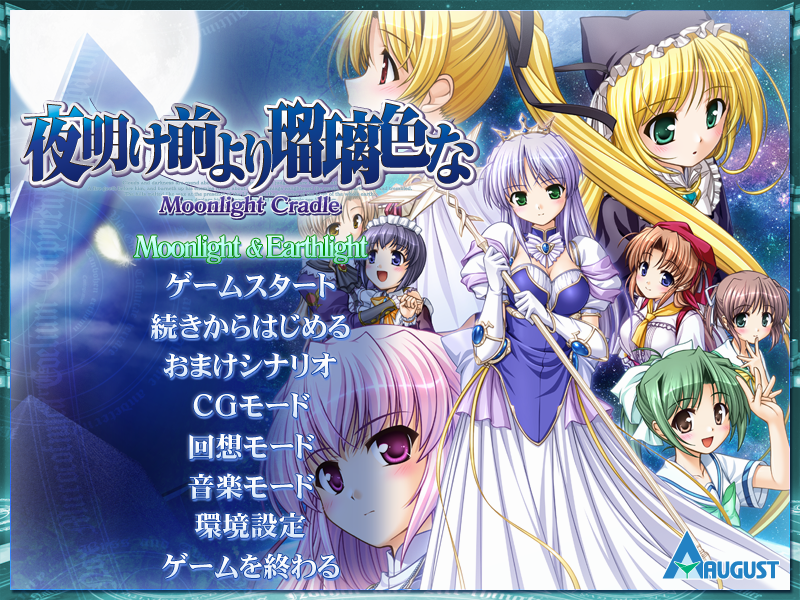 夜明け前より瑠璃色な
Moonlight Cradle
Moonlight & Earthlight
ゲームスタート
続きからはじめる
おまけシナリオ
CGモード
回想モード
音楽モード
環境設定
ゲームを終わる
AUGUST